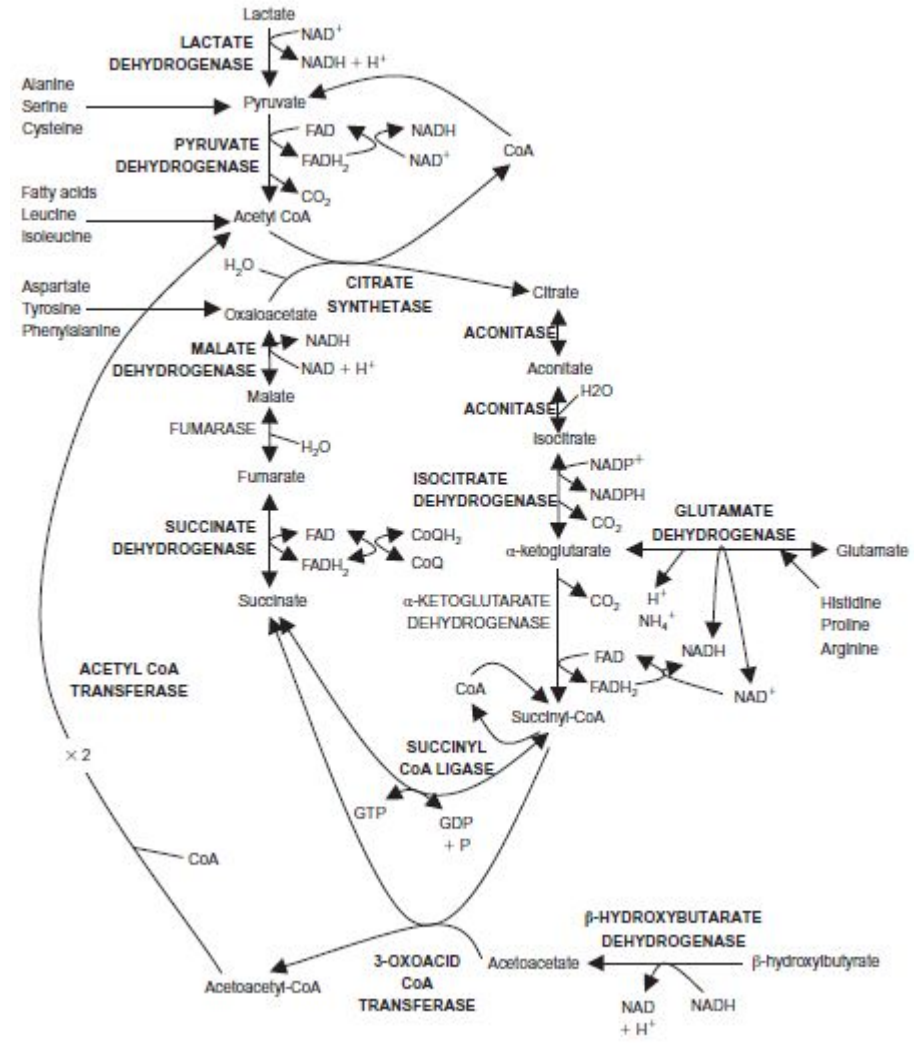 Lactate
NAD⁺
LACTATE
DEHYDROGENASE
NADH + H⁺
Alanine
Serine
Cysteine
Pyruvate
FAD
NADH
PYRUVATE
DEHYDROGENASE
FADH₂
NAD⁺
CoA
CO₂
Fatty acids
Leucine
Isoleucine
Acetyl CoA
H₂O
CITRATE
SYNTHETASE
Citrate
Aspartate
Tyrosine
Phenylalanine
Oxaloacetate
NADH
MALATE
DEHYDROGENASE
NAD + H⁺
ACONITASE
Aconitate
Malate
H2O
ACONITASE
FUMARASE
H₂O
Isocitrate
Fumarate
NADP⁺
ISOCITRATE
DEHYDROGENASE
NADPH
CO₂
GLUTAMATE
DEHYDROGENASE
SUCCINATE
DEHYDROGENASE
FAD
CoQH₂
FADH₂
CoQ
α-ketoglutarate
Glutamate
Succinate
α-KETOGLUTARATE
DEHYDROGENASE
CO₂
H⁺
NH₄⁺
Histidine
Proline
Arginine
FAD
NADH
FADH₂
NAD⁺
ACETYL CoA
TRANSFERASE
CoA
Succinyl-CoA
× 2
SUCCINYL
CoA LIGASE
GTP
GDP
+ P
CoA
β-HYDROXYBUTARATE
DEHYDROGENASE
3-OXOACID
CoA
TRANSFERASE
Acetoacetate
β-hydroxylbutyrate
Acetoacetyl-CoA
NAD
+ H⁺
NADH